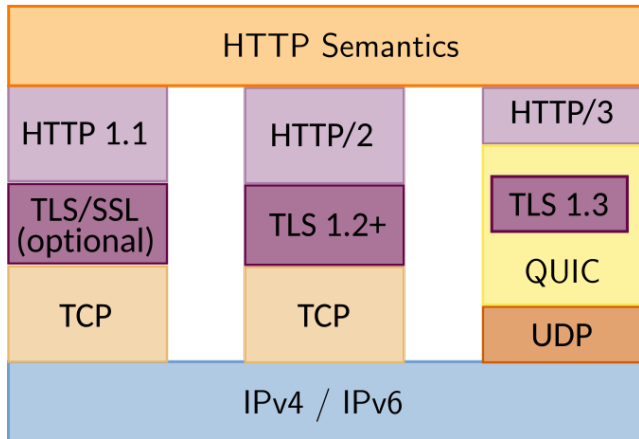 HTTP Semantics
HTTP 1.1
TLS/SSL
(optional)
TCP
HTTP/2
TLS 1.2+
TCP
HTTP/3
TLS 1.3
QUIC
UDP
IPv4 / IPv6